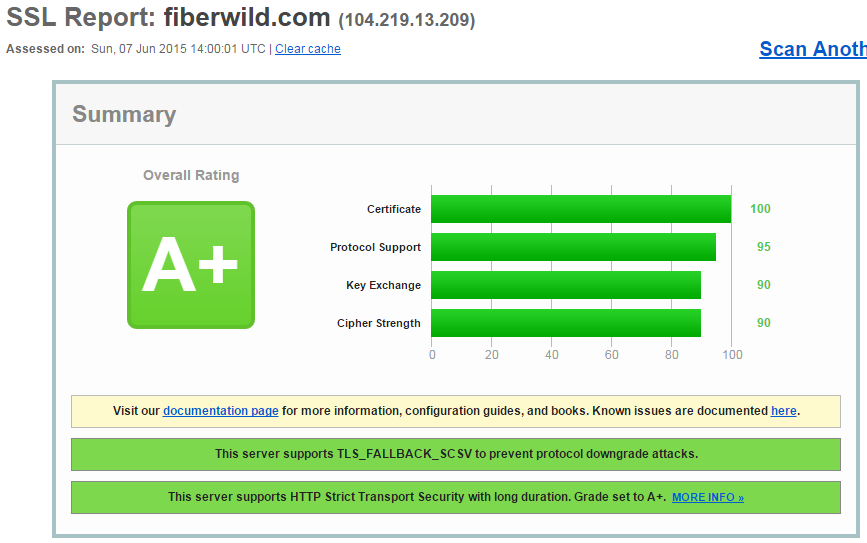 SSL Report: fiberwild.com (104.219.13.209)
Assessed on: Sun, 07 Jun 2015 14:00:01 UTC | Clear cache
Scan Anoth
Summary
Overall Rating
A+
Certificate 100
Protocol Support 95
Key Exchange 90
Cipher Strength 90
0 20 40 60 80 100
Visit our documentation page for more information, configuration guides, and books. Known issues are documented here.
This server supports TLS_FALLBACK_SCSV to prevent protocol downgrade attacks.
This server supports HTTP Strict Transport Security with long duration. Grade set to A+. MORE INFO »